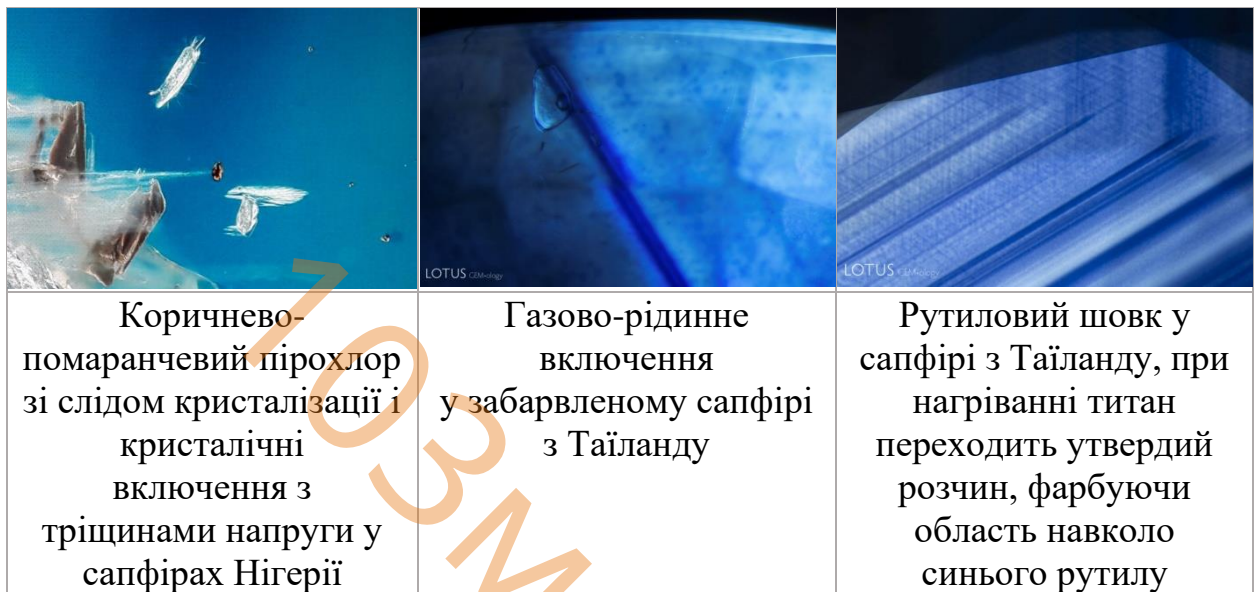 LOTUS GEMology
LOTUS GEMology
Коричнево-
помаранчевий пірохлор
зі слідом кристалізації і
кристалічні
включення з
тріщинами напруги у
сапфірах Нігерії
Газово-рідинне
включення
у забарвленому сапфірі
з Таїланду
Рутиловий шовк у
сапфірі з Таїланду, при
нагріванні титан
переходить утвердий
розчин, фарбуючи
область навколо
синього рутилу
103М